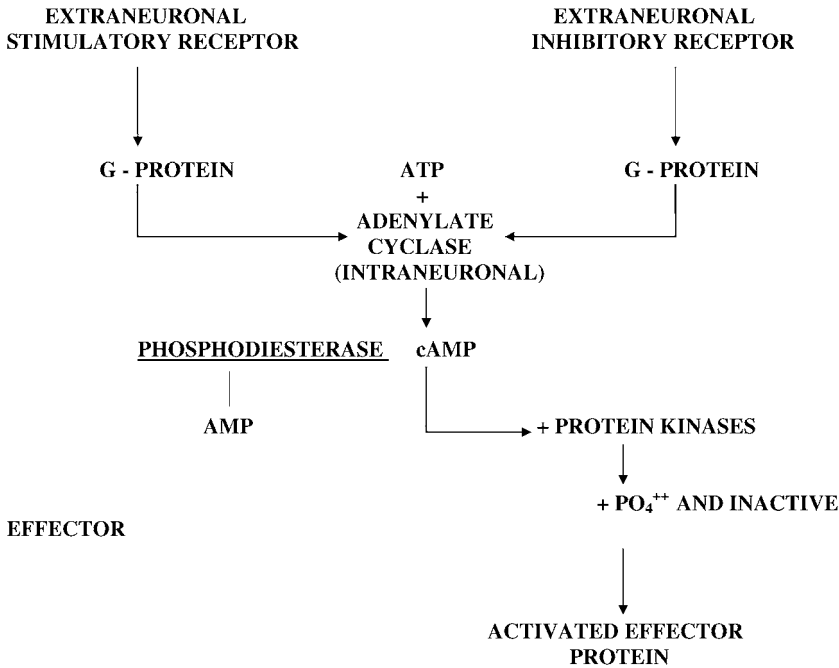 EXTRANEURONAL
STIMULATORY RECEPTOR
EXTRANEURONAL
INHIBITORY RECEPTOR
G - PROTEIN
ATP
+
ADENYLATE
CYCLASE
(INTRANEURONAL)
G - PROTEIN
PHOSPHODIESTERASE cAMP
AMP
+ PROTEIN KINASES
+ PO₄⁺⁺ AND INACTIVE
EFFECTOR
ACTIVATED EFFECTOR
PROTEIN